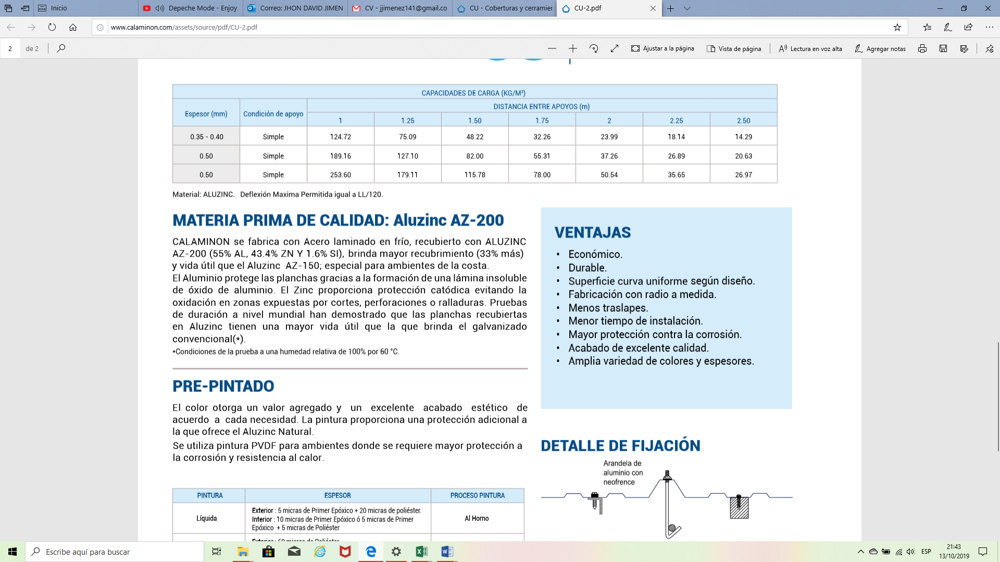 Inicio
Depeche Mode - Enjoy
Correo: JHON DAVID JIMEN
CV - jjimenez141@gmail.co
CU - Coberturas y cerramier
CU-2.pdf
www.calaminon.com/assets/source/pdf/CU-2.pdf
2 de 2
Ajustar a la página
Vista de página
Lectura en voz alta
Agregar notas
CAPACIDADES DE CARGA (KG/M²)
Espesor (mm) Condición de apoyo DISTANCIA ENTRE APOYOS (m)
1 1.25 1.50 1.75 2 2.25 2.50
0.35 - 0.40 Simple 124.72 75.09 48.22 32.26 23.99 18.14 14.29
0.50 Simple 189.16 127.10 82.00 55.31 37.26 26.89 20.63
0.50 Simple 253.60 179.11 115.78 78.00 50.54 35.65 26.97
Material: ALUZINC. Deflexión Maxima Permitida igual a LL/120.
MATERIA PRIMA DE CALIDAD: Aluzinc AZ-200
CALAMINON se fabrica con Acero laminado en frío, recubierto con ALUZINC
AZ-200 (55% AL, 43.4% ZN Y 1.6% SI), brinda mayor recubrimiento (33% más)
y vida útil que el Aluzinc AZ-150; especial para ambientes de la costa.
El Aluminio protege las planchas gracias a la formación de una lámina insoluble
de óxido de aluminio. El Zinc proporciona protección catódica evitando la
oxidación en zonas expuestas por cortes, perforaciones o ralladuras. Pruebas
de duración a nivel mundial han demostrado que las planchas recubiertas
en Aluzinc tienen una mayor vida útil que la que brinda el galvanizado
convencional(*).
*Condiciones de la prueba a una humedad relativa de 100% por 60 °C.
PRE-PINTADO
El color otorga un valor agregado y un excelente acabado estético de
acuerdo a cada necesidad. La pintura proporciona una protección adicional a
la que ofrece el Aluzinc Natural.
Se utiliza pintura PVDF para ambientes donde se requiere mayor protección a
la corrosión y resistencia al calor.
PINTURA ESPESOR PROCESO PINTURA
Líquida
Exterior : 5 micras de Primer Epóxico + 20 micras de poliéster.
Interior : 10 micras de Primer Epóxico ó 5 micras de Primer
Epóxico + 5 micras de Poliéster
Al Horno
Exterior : 60 micras de Poliéster
VENTAJAS
• Económico.
• Durable.
• Superficie curva uniforme según diseño.
• Fabricación con radio a medida.
• Menos traslapes.
• Menor tiempo de instalación.
• Mayor protección contra la corrosión.
• Acabado de excelente calidad.
• Amplia variedad de colores y espesores.
DETALLE DE FIJACIÓN
Arandela de
aluminio con
neofrence
Escribe aquí para buscar
ESP
21:43
13/10/2019